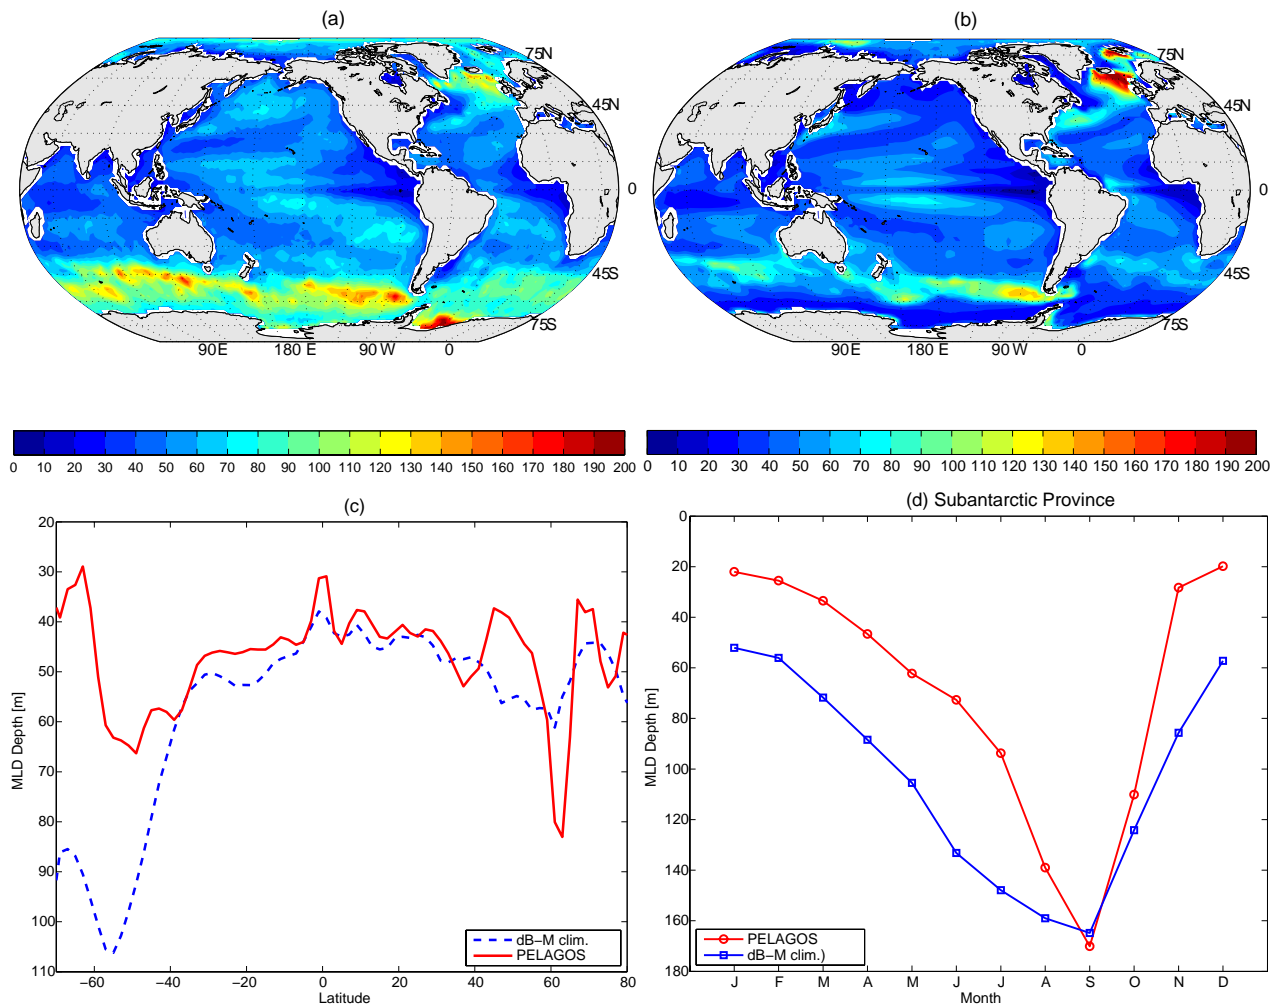 (a)
(b)
75N
45N
0
45S
75S
90E 180 E 90W 0
75N
45N
0
45S
75S
90E 180 E 90W 0
0 10 20 30 40 50 60 70 80 90 100 110 120 130 140 150 160 170 180 190 200
0 10 20 30 40 50 60 70 80 90 100 110 120 130 140 150 160 170 180 190 200
(c)
20
30
40
50
60
70
80
90
100
110
MLD Depth [m]
−60 −40 −20 0 20 40 60 80
Latitude
dB−M clim.
PELAGOS
(d) Subantarctic Province
0
20
40
60
80
100
120
140
160
180
MLD Depth [m]
J F M A M J J A S O N D
Month
PELAGOS
dB−M clim.)